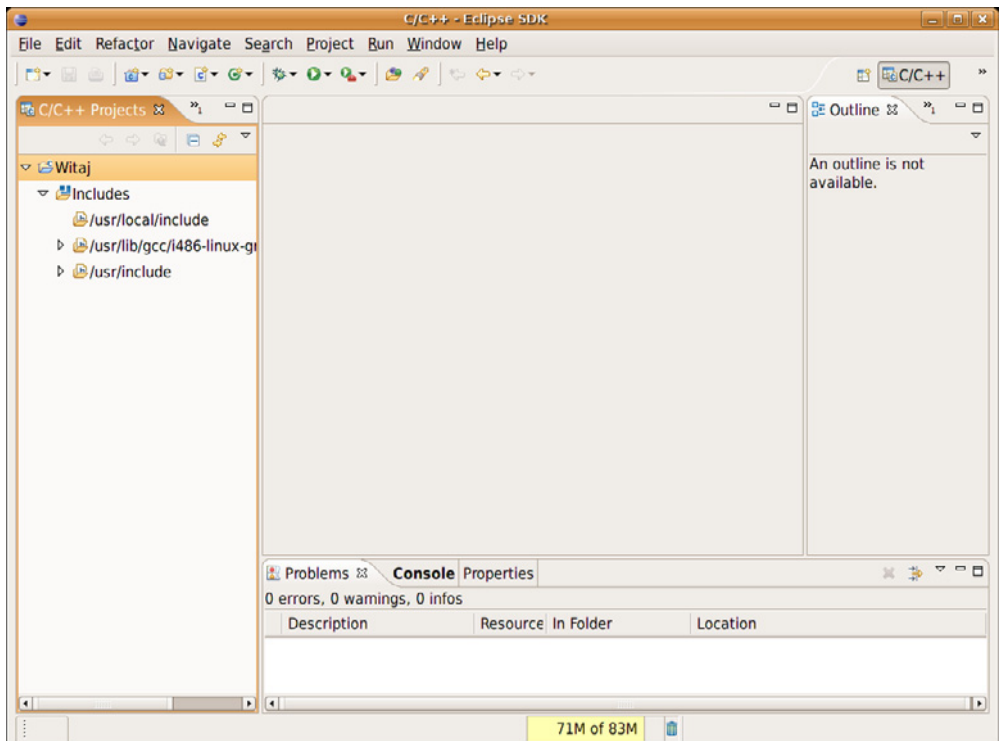 C/C++ - Eclipse SDK
File Edit Refactor Navigate Search Project Run Window Help
C/C++
C/C++ Projects
Outline
An outline is not
available.
Witaj
Includes
/usr/local/include
/usr/lib/gcc/i486-linux-gn
/usr/include
Problems Console Properties
0 errors, 0 warnings, 0 infos
Description Resource In Folder Location
71M of 83M